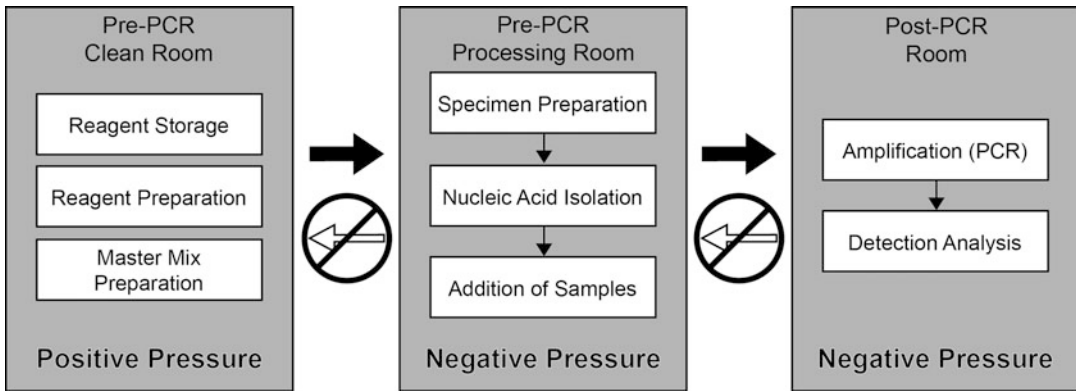 Pre-PCR
Clean Room
Reagent Storage
Reagent Preparation
Master Mix
Preparation
Positive Pressure
Pre-PCR
Processing Room
Specimen Preparation
Nucleic Acid Isolation
Addition of Samples
Negative Pressure
Post-PCR
Room
Amplification (PCR)
Detection Analysis
Negative Pressure